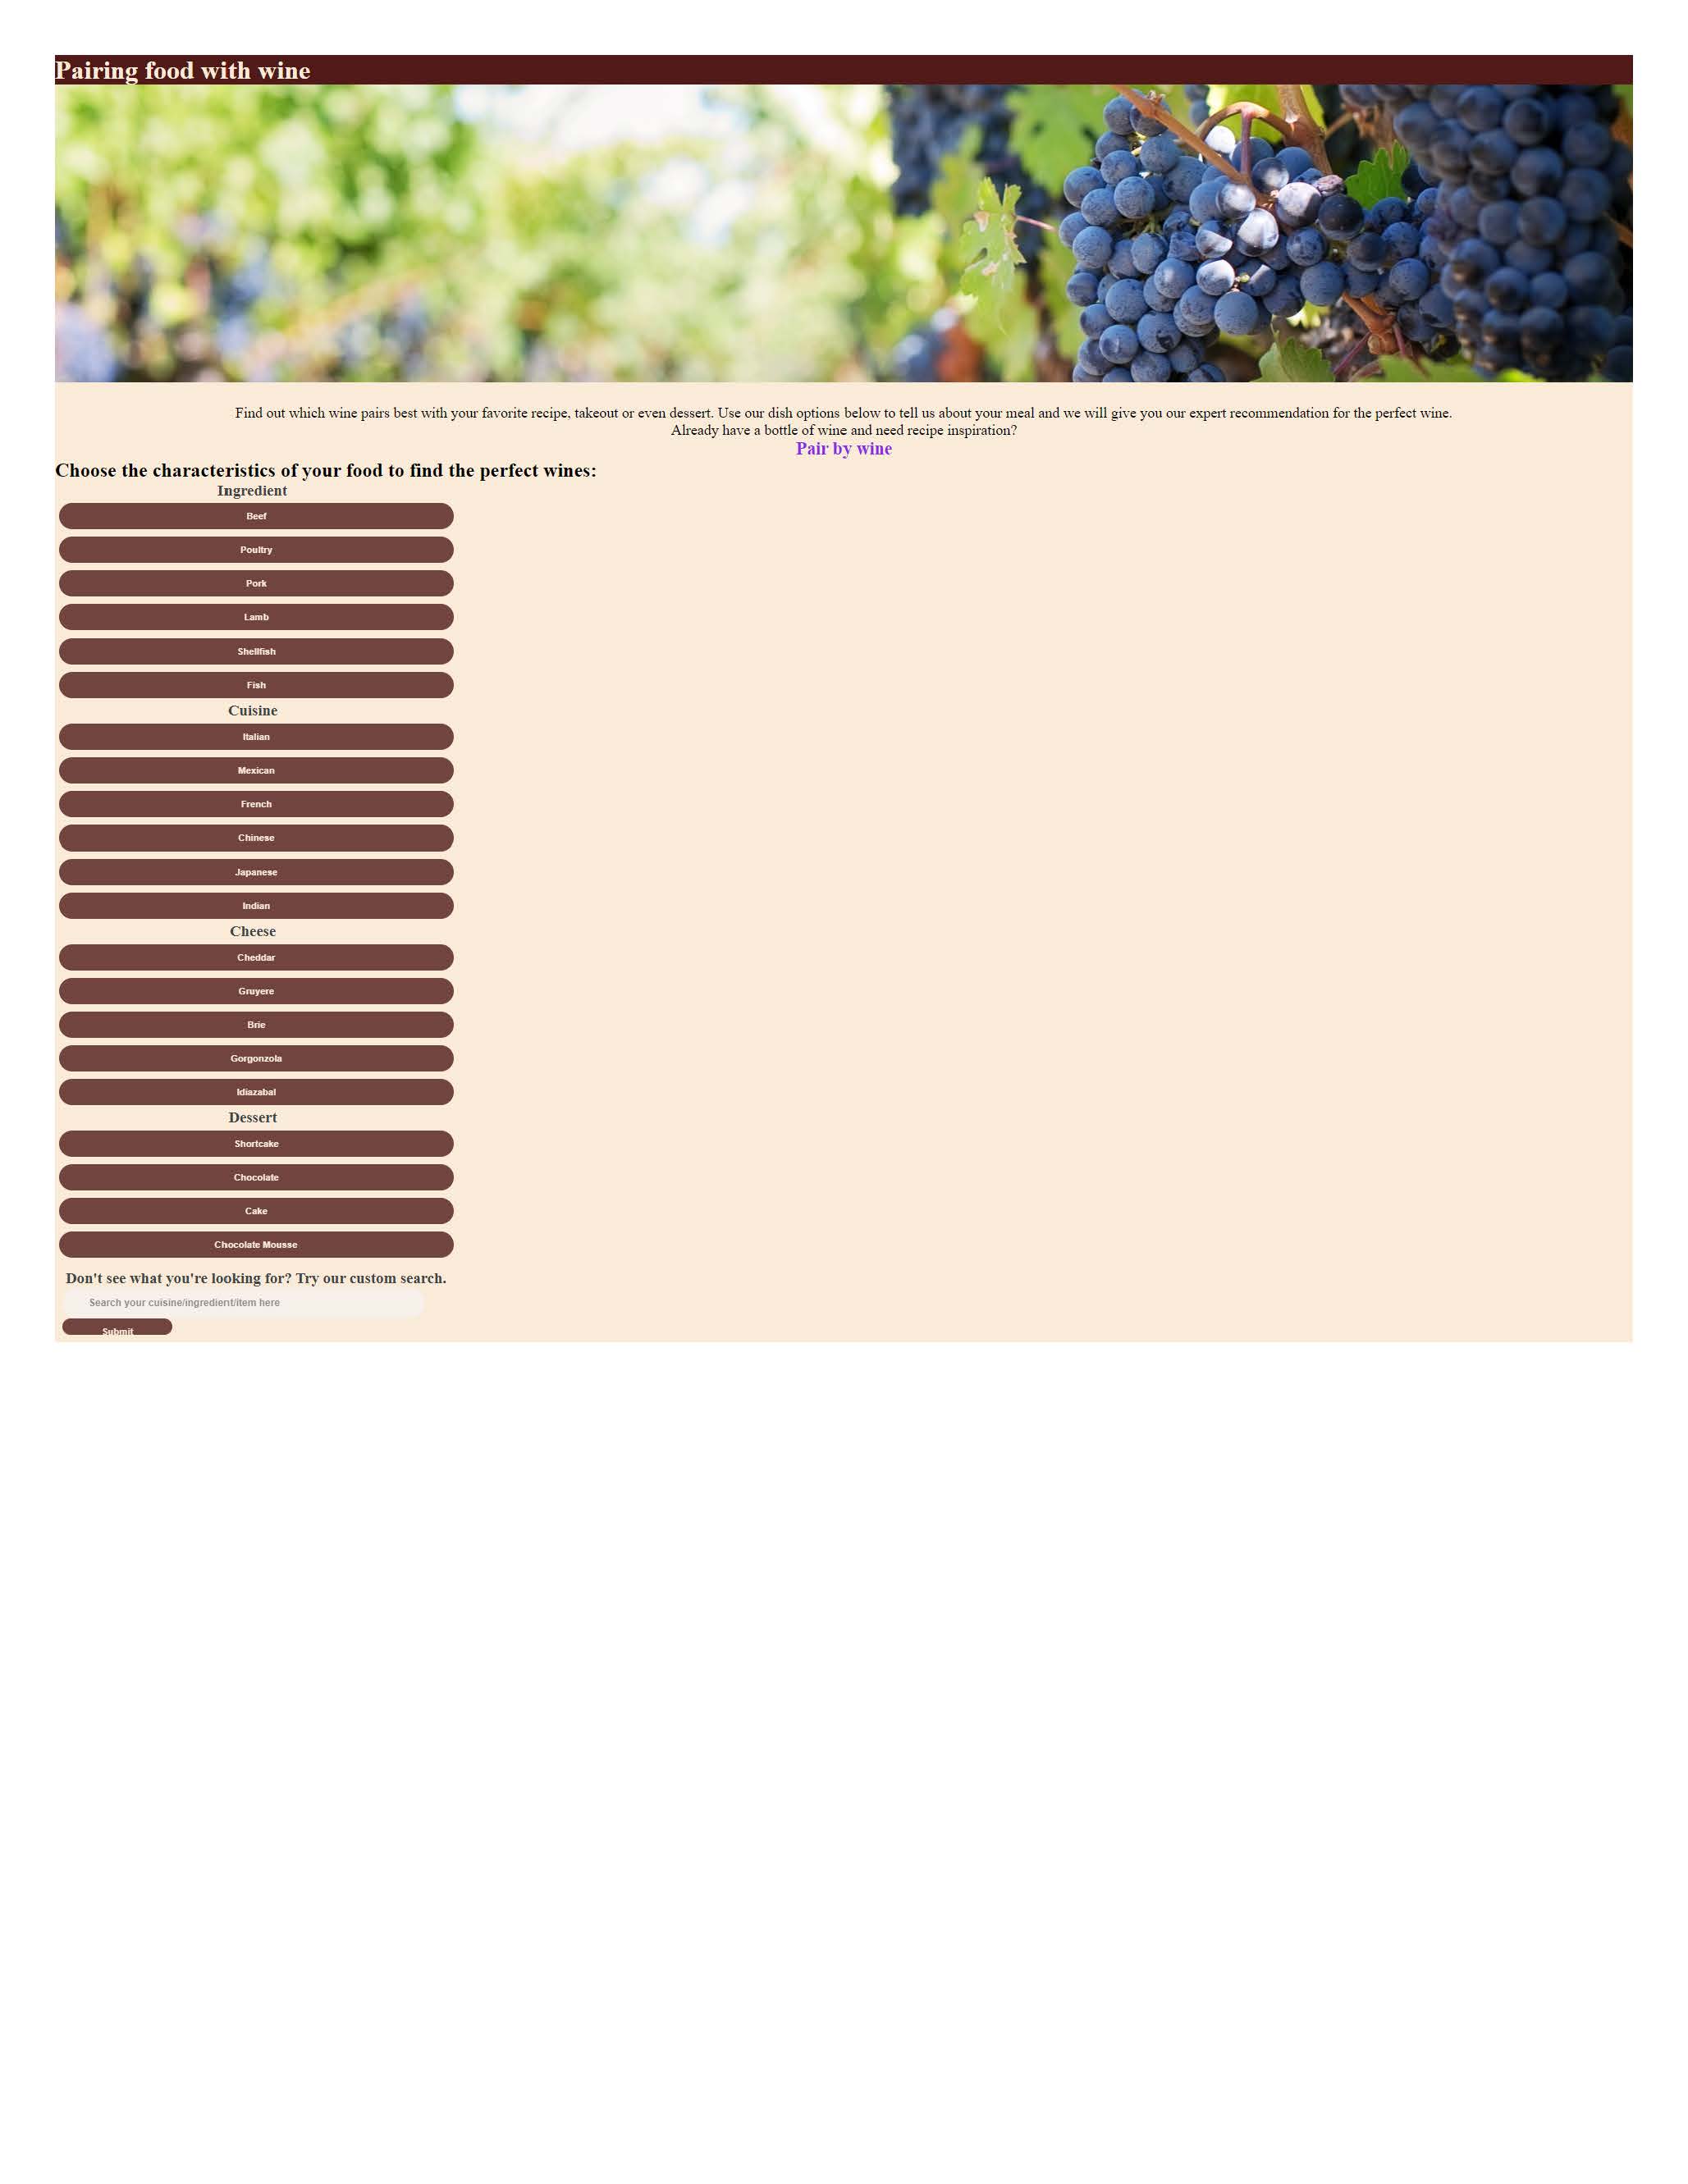 Pairing food with wine
Find out which wine pairs best with your favorite recipe, takeout or even dessert. Use our dish options below to tell us about your meal and we will give you our expert recommendation for the perfect wine.
Already have a bottle of wine and need recipe inspiration?
Pair by wine
Choose the characteristics of your food to find the perfect wines:
Ingredient
Beef
Poultry
Pork
Lamb
Shellfish
Fish
Cuisine
Italian
Mexican
French
Chinese
Japanese
Indian
Cheese
Cheddar
Gruyere
Brie
Gorgonzola
Idiazabal
Dessert
Shortcake
Chocolate
Cake
Chocolate Mousse
Don't see what you're looking for? Try our custom search.
Search your cuisine/ingredient/item here
Submit